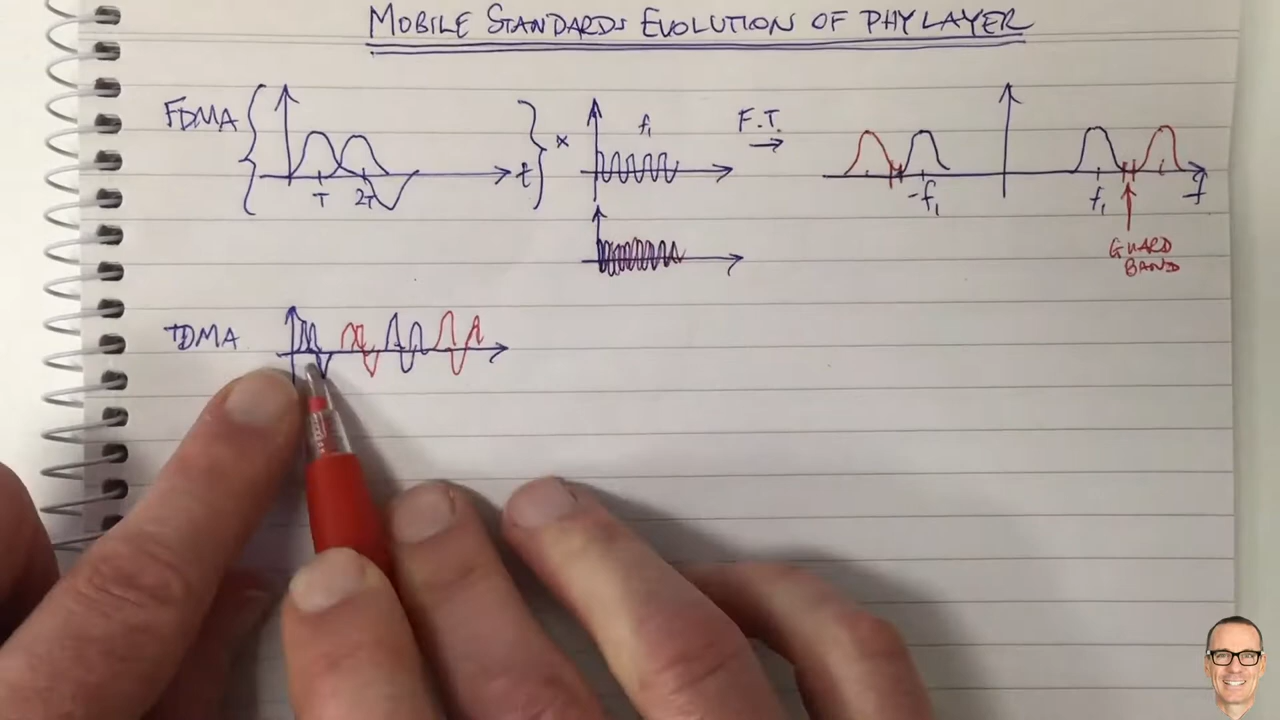 MOBILE STANDARDS EVOLUTION OF PHY LAYER
FDMA
T
2T
t
×
f₁
F.T.
→
-f₁
f₁
f
GUARD
BAND
TDMA